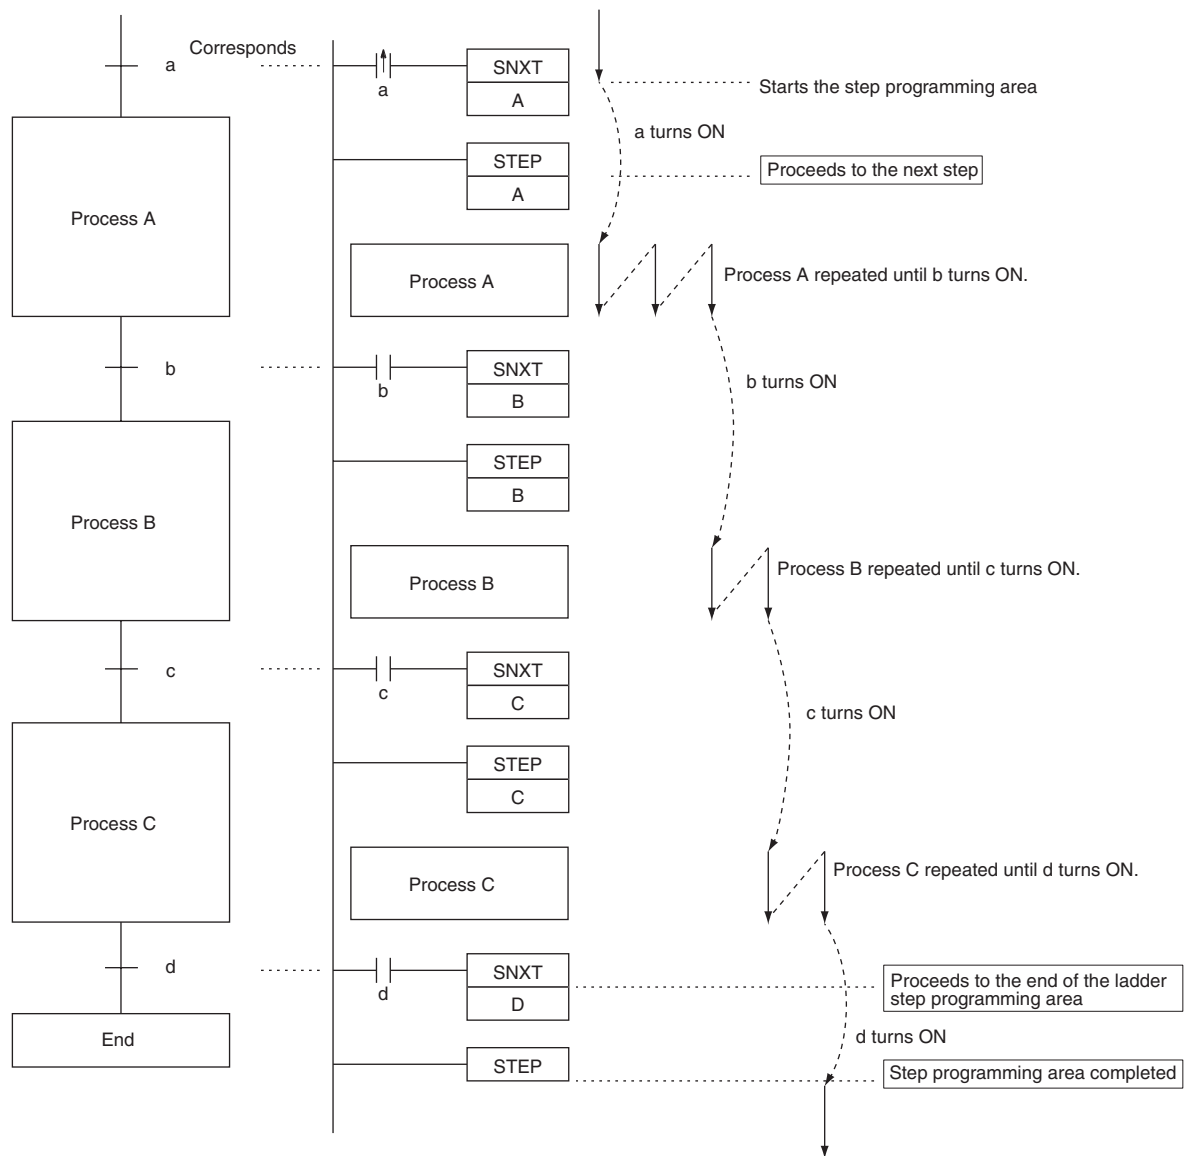 Corresponds
a
a
SNXT
A
Starts the step programming area
a turns ON
STEP
A
Proceeds to the next step
Process A
Process A
Process A repeated until b turns ON.
b
b
SNXT
B
b turns ON
STEP
B
Process B
Process B
Process B repeated until c turns ON.
c
c
SNXT
C
c turns ON
STEP
C
Process C
Process C
Process C repeated until d turns ON.
d
d
SNXT
D
Proceeds to the end of the ladder
step programming area
End
d turns ON
STEP
Step programming area completed